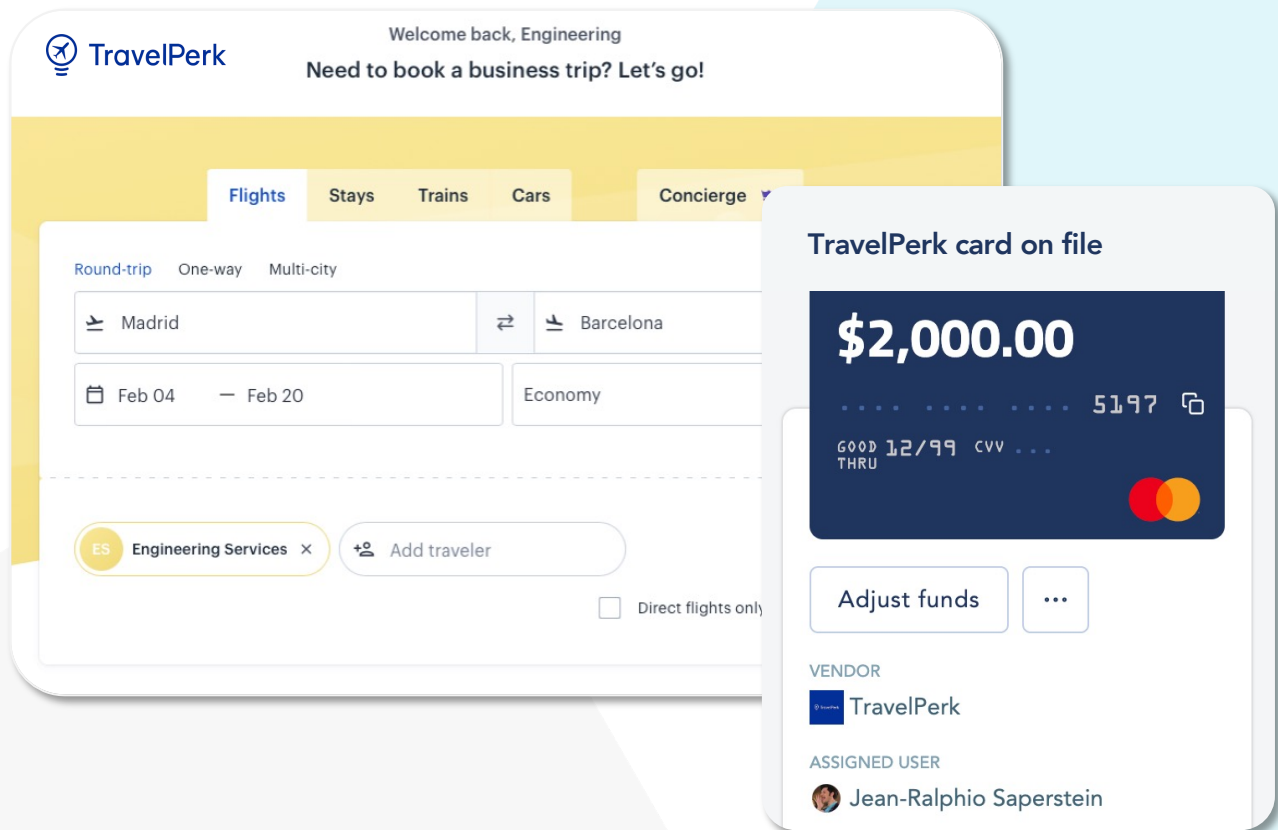 TravelPerk
Welcome back, Engineering
Need to book a business trip? Let's go!
Flights Stays Trains Cars Concierge
Round-trip One-way Multi-city
Madrid Barcelona
Feb 04 — Feb 20 Economy
ES Engineering Services × Add traveler
Direct flights only
TravelPerk card on file
$2,000.00
.... .... .... 5197
GOOD THRU 12/99 CVV ...
Adjust funds ...
VENDOR
TravelPerk
ASSIGNED USER
Jean-Ralphio Saperstein